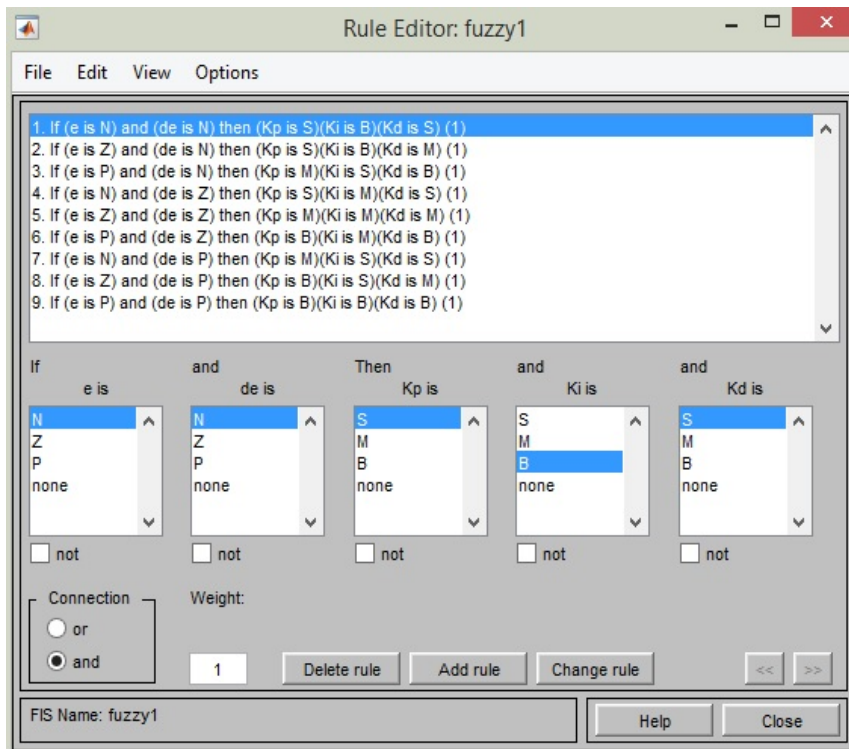 Rule Editor: fuzzy1
File Edit View Options
1. If (e is N) and (de is N) then (Kp is S)(Ki is B)(Kd is S) (1)
2. If (e is Z) and (de is N) then (Kp is S)(Ki is B)(Kd is M) (1)
3. If (e is P) and (de is N) then (Kp is M)(Ki is S)(Kd is B) (1)
4. If (e is N) and (de is Z) then (Kp is S)(Ki is M)(Kd is S) (1)
5. If (e is Z) and (de is Z) then (Kp is M)(Ki is M)(Kd is M) (1)
6. If (e is P) and (de is Z) then (Kp is B)(Ki is M)(Kd is B) (1)
7. If (e is N) and (de is P) then (Kp is M)(Ki is S)(Kd is S) (1)
8. If (e is Z) and (de is P) then (Kp is B)(Ki is S)(Kd is M) (1)
9. If (e is P) and (de is P) then (Kp is B)(Ki is B)(Kd is B) (1)
If and Then and and
e is de is Kp is Ki is Kd is
N N S S S
Z Z M M M
P P B B B
none none none none none
not not not not not
Connection Weight:
or
and 1 Delete rule Add rule Change rule << >>
FIS Name: fuzzy1 Help Close